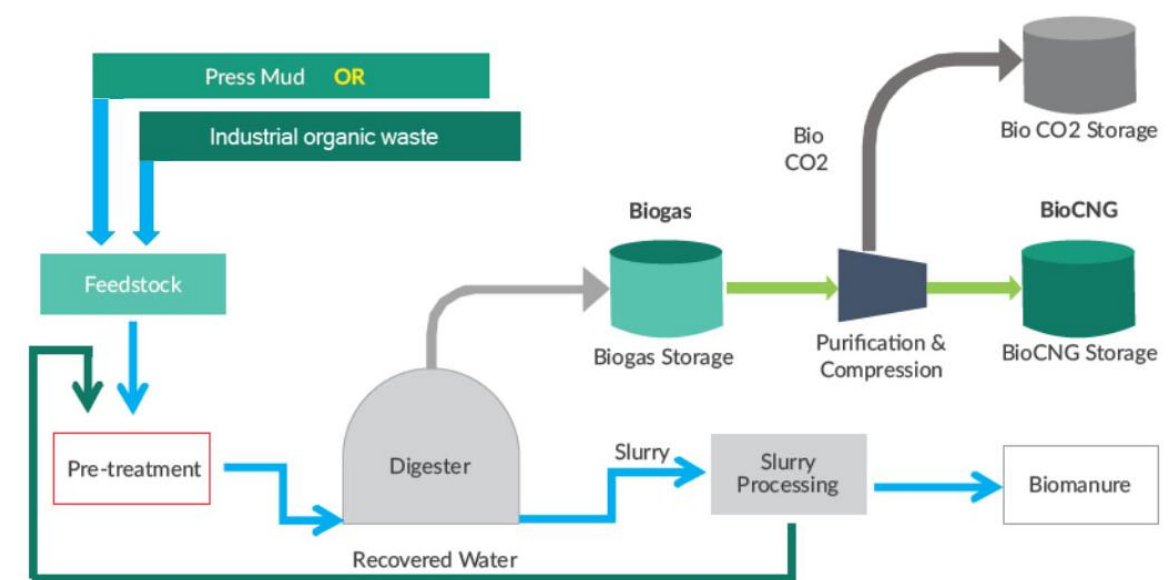 Press Mud OR
Industrial organic waste
Feedstock
Pre-treatment
Digester
Recovered Water
Slurry
Slurry
Processing
Biomanure
Biogas
Biogas Storage
Purification &
Compression
Bio
CO2
Bio CO2 Storage
BioCNG
BioCNG Storage